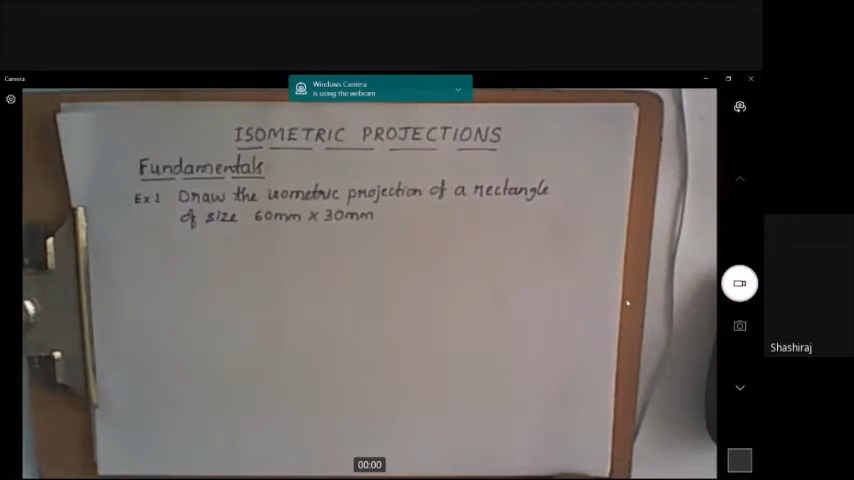 Camera
Windows Camera
is using the webcam
ISOMETRIC PROJECTIONS
Fundamentals
Ex 1 Draw the isometric projection of a rectangle
of size 60mm x 30mm
Shashiraj
00:00